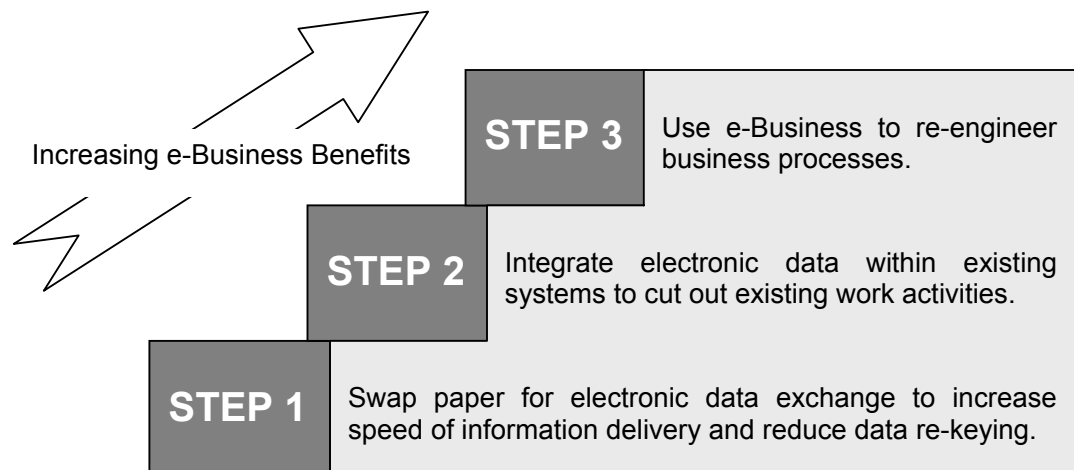 STEP 3
Use e-Business to re-engineer
business processes.
Increasing e-Business Benefits
STEP 2
Integrate electronic data within existing
systems to cut out existing work activities.
STEP 1
Swap paper for electronic data exchange to increase
speed of information delivery and reduce data re-keying.